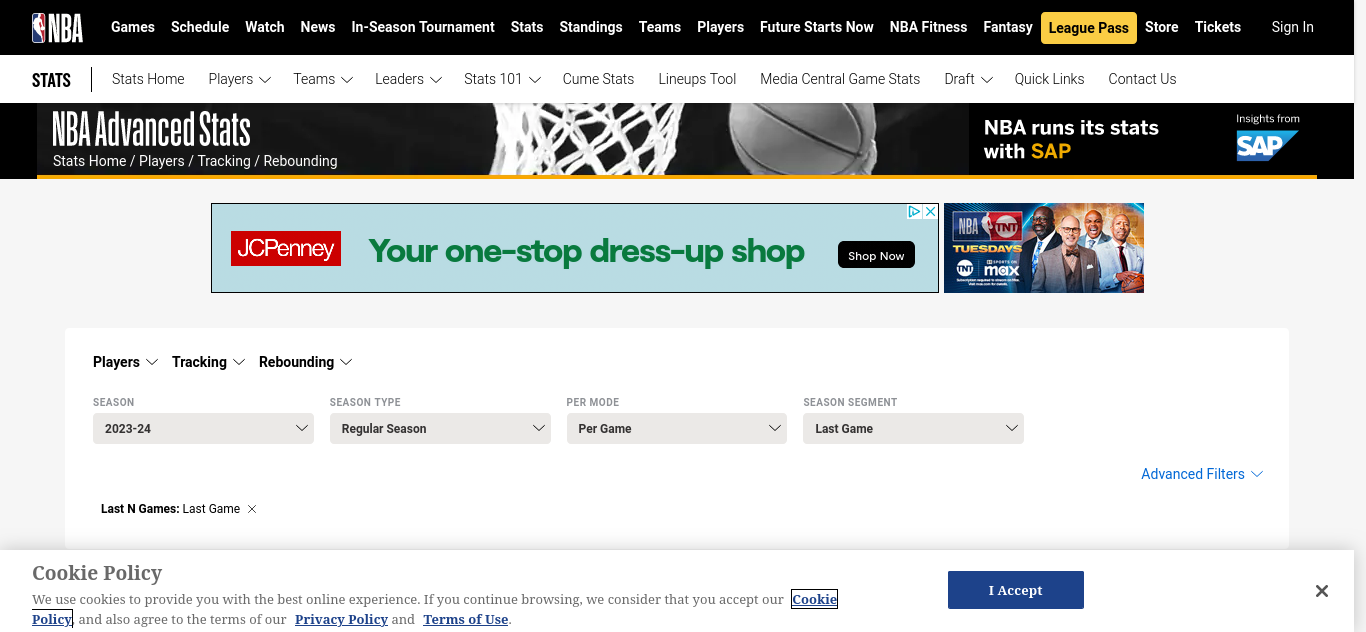 NBA Games Schedule Watch News In-Season Tournament Stats Standings Teams Players Future Starts Now NBA Fitness Fantasy League Pass Store Tickets Sign In
STATS Stats Home Players Teams Leaders Stats 101 Cume Stats Lineups Tool Media Central Game Stats Draft Quick Links Contact Us
NBA Advanced Stats
Stats Home / Players / Tracking / Rebounding
NBA runs its stats
with SAP
Insights from
SAP
JCPenney Your one-stop dress-up shop Shop Now
NBA TNT
TUESDAYS
TNT SPORTS ON max
Players Tracking Rebounding
SEASON SEASON TYPE PER MODE SEASON SEGMENT
2023-24 Regular Season Per Game Last Game
Advanced Filters
Last N Games: Last Game
Cookie Policy
We use cookies to provide you with the best online experience. If you continue browsing, we consider that you accept our Cookie
Policy, and also agree to the terms of our Privacy Policy and Terms of Use.
I Accept